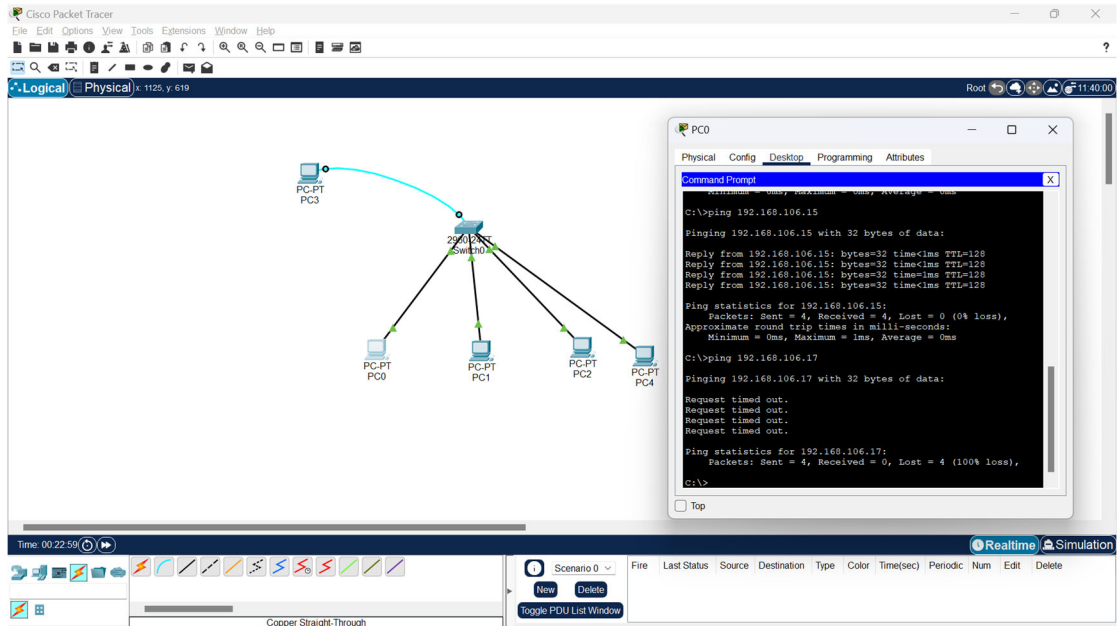 Cisco Packet Tracer
File Edit Options View Tools Extensions Window Help
?
Logical Physical x: 1125, y: 619
Root 11:40:00
PC-PT
PC3
Switch0
PC-PT
PC0
PC-PT
PC1
PC-PT
PC2
PC-PT
PC4
PC0
Physical Config Desktop Programming Attributes
Command Prompt X
Minimum = 0ms, Maximum = 0ms, Average = 0ms
C:\>ping 192.168.106.15
Pinging 192.168.106.15 with 32 bytes of data:
Reply from 192.168.106.15: bytes=32 time<1ms TTL=128
Reply from 192.168.106.15: bytes=32 time<1ms TTL=128
Reply from 192.168.106.15: bytes=32 time=1ms TTL=128
Reply from 192.168.106.15: bytes=32 time<1ms TTL=128
Ping statistics for 192.168.106.15:
Packets: Sent = 4, Received = 4, Lost = 0 (0% loss),
Approximate round trip times in milli-seconds:
Minimum = 0ms, Maximum = 1ms, Average = 0ms
C:\>ping 192.168.106.17
Pinging 192.168.106.17 with 32 bytes of data:
Request timed out.
Request timed out.
Request timed out.
Request timed out.
Ping statistics for 192.168.106.17:
Packets: Sent = 4, Received = 0, Lost = 4 (100% loss),
C:\>
Top
Time: 00:22:59
Realtime Simulation
Scenario 0
New Delete
Toggle PDU List Window
Fire Last Status Source Destination Type Color Time(sec) Periodic Num Edit Delete
Copper Straight-Through